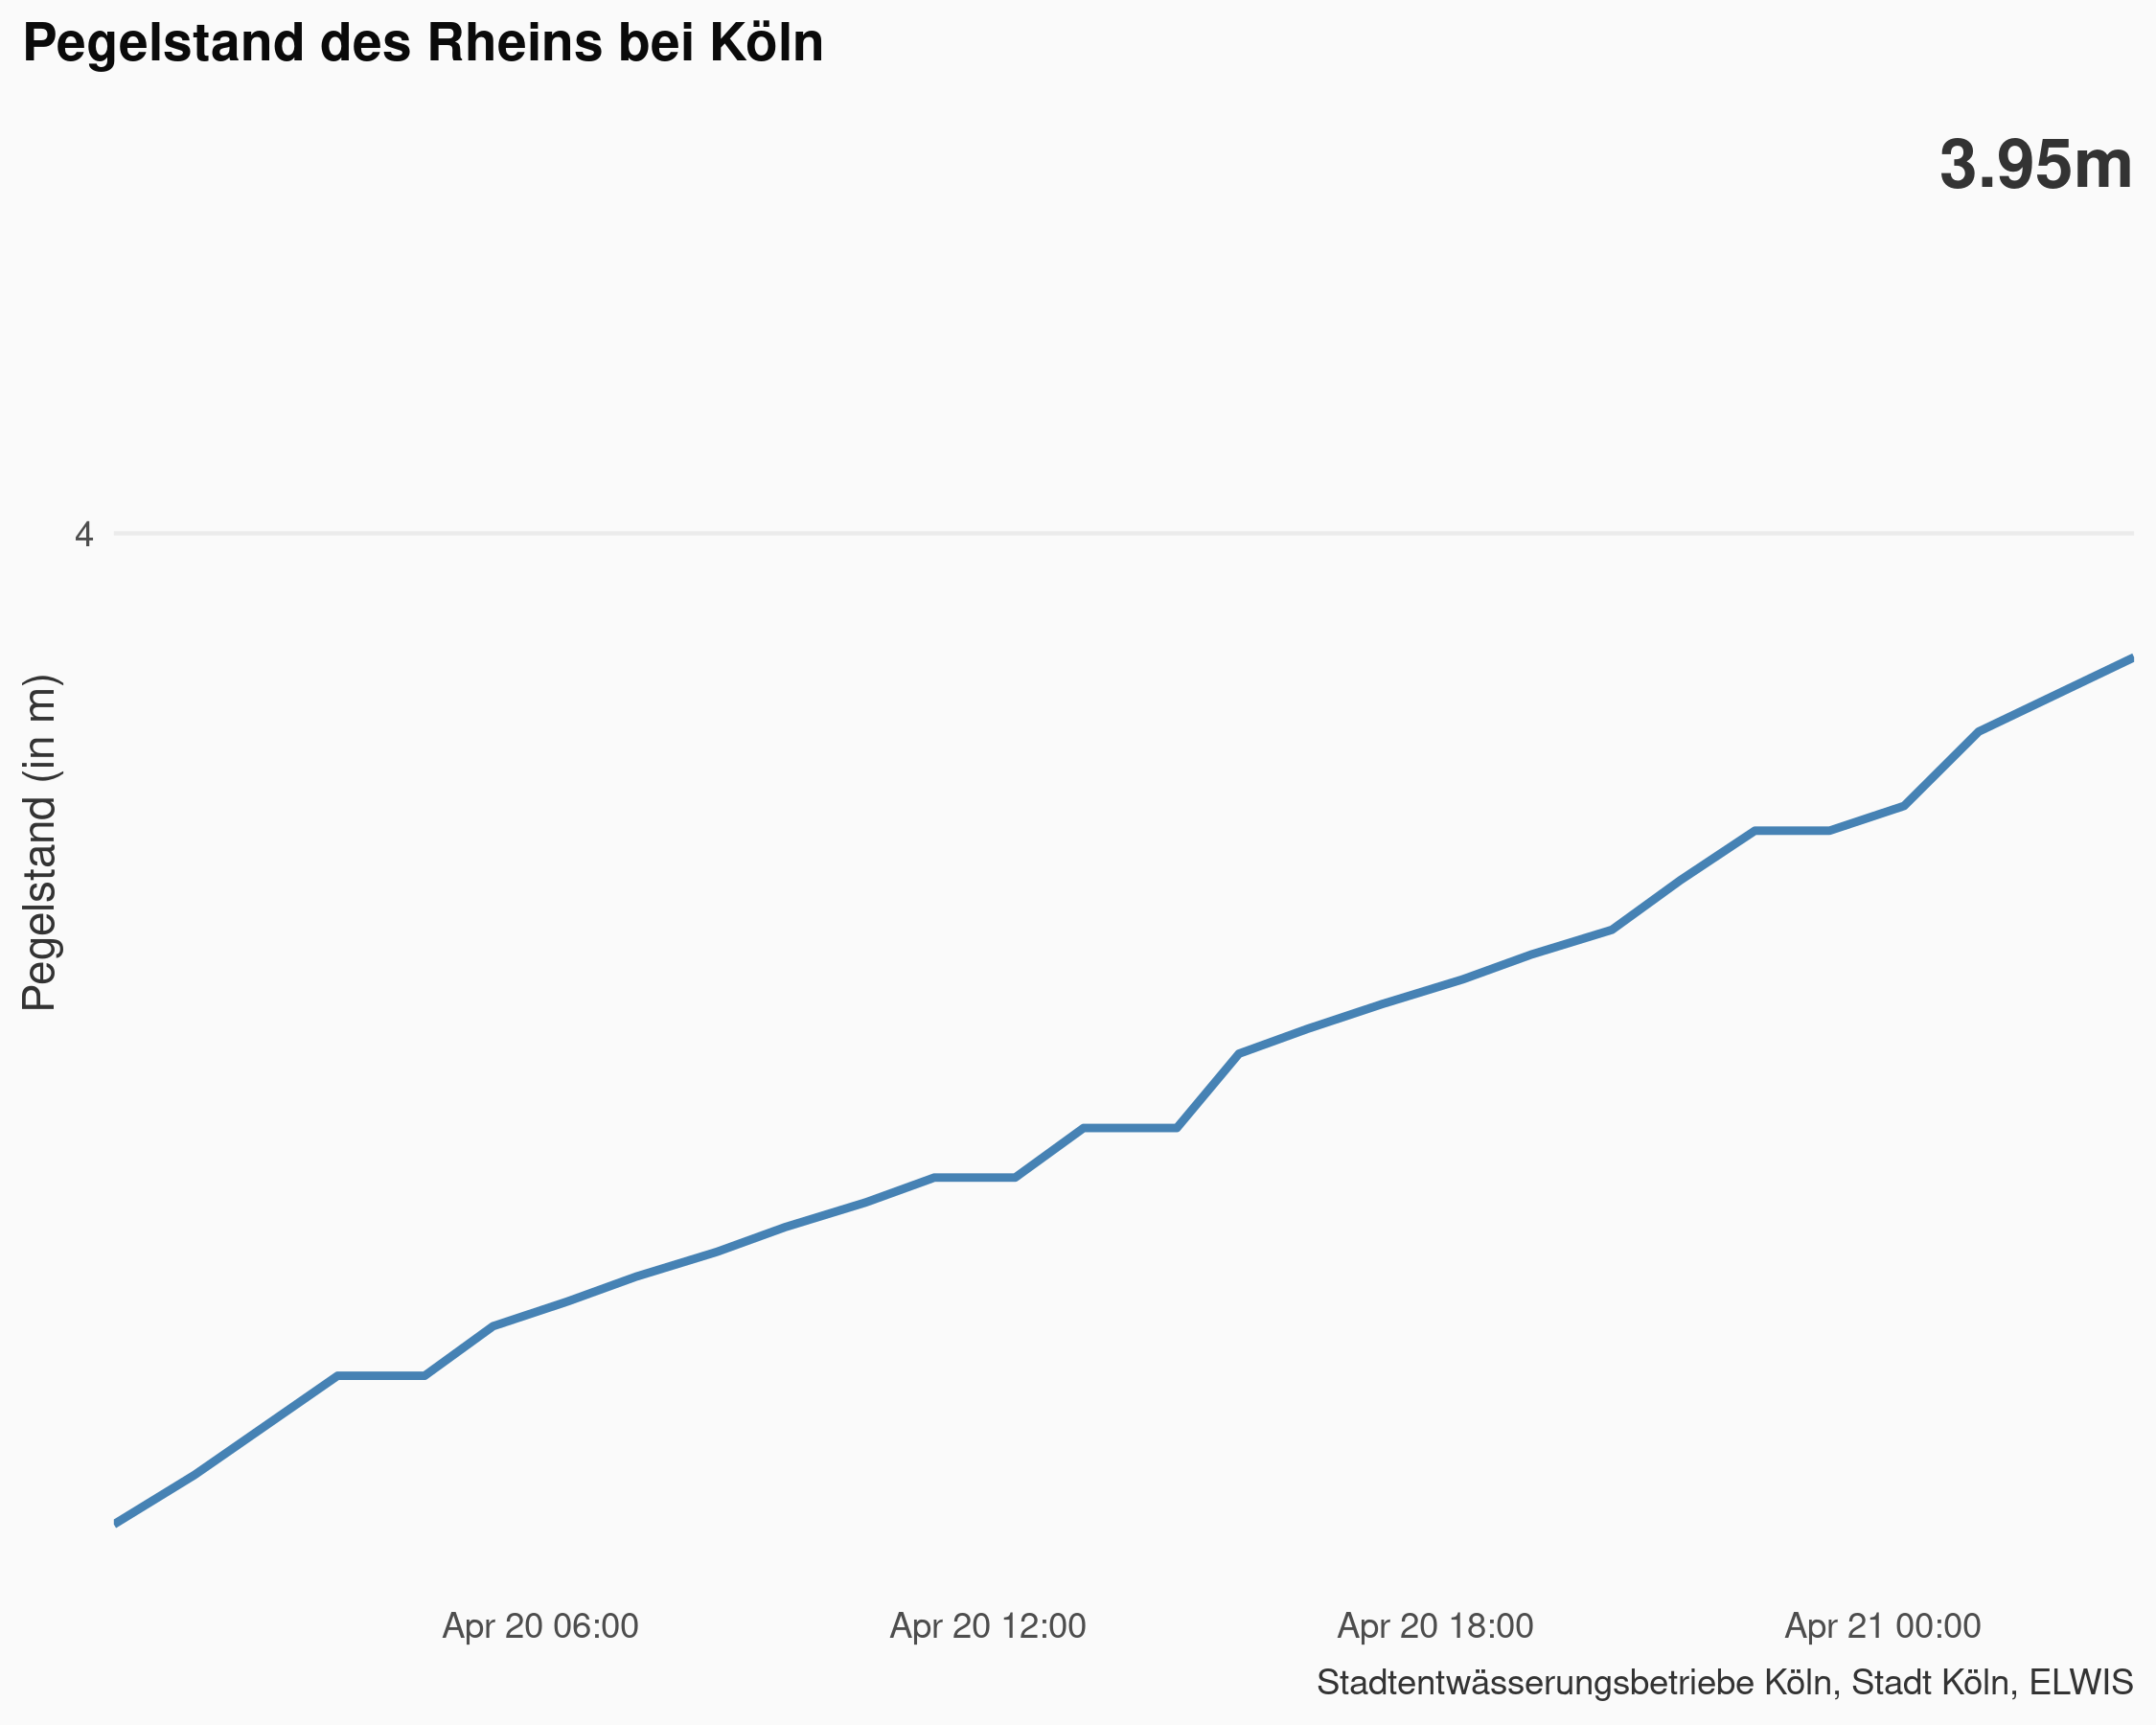 Pegelstand des Rheins bei Köln
3.95m
4
Pegelstand (in m)
Apr 20 06:00
Apr 20 12:00
Apr 20 18:00
Apr 21 00:00
Stadtentwässerungsbetriebe Köln, Stadt Köln, ELWIS